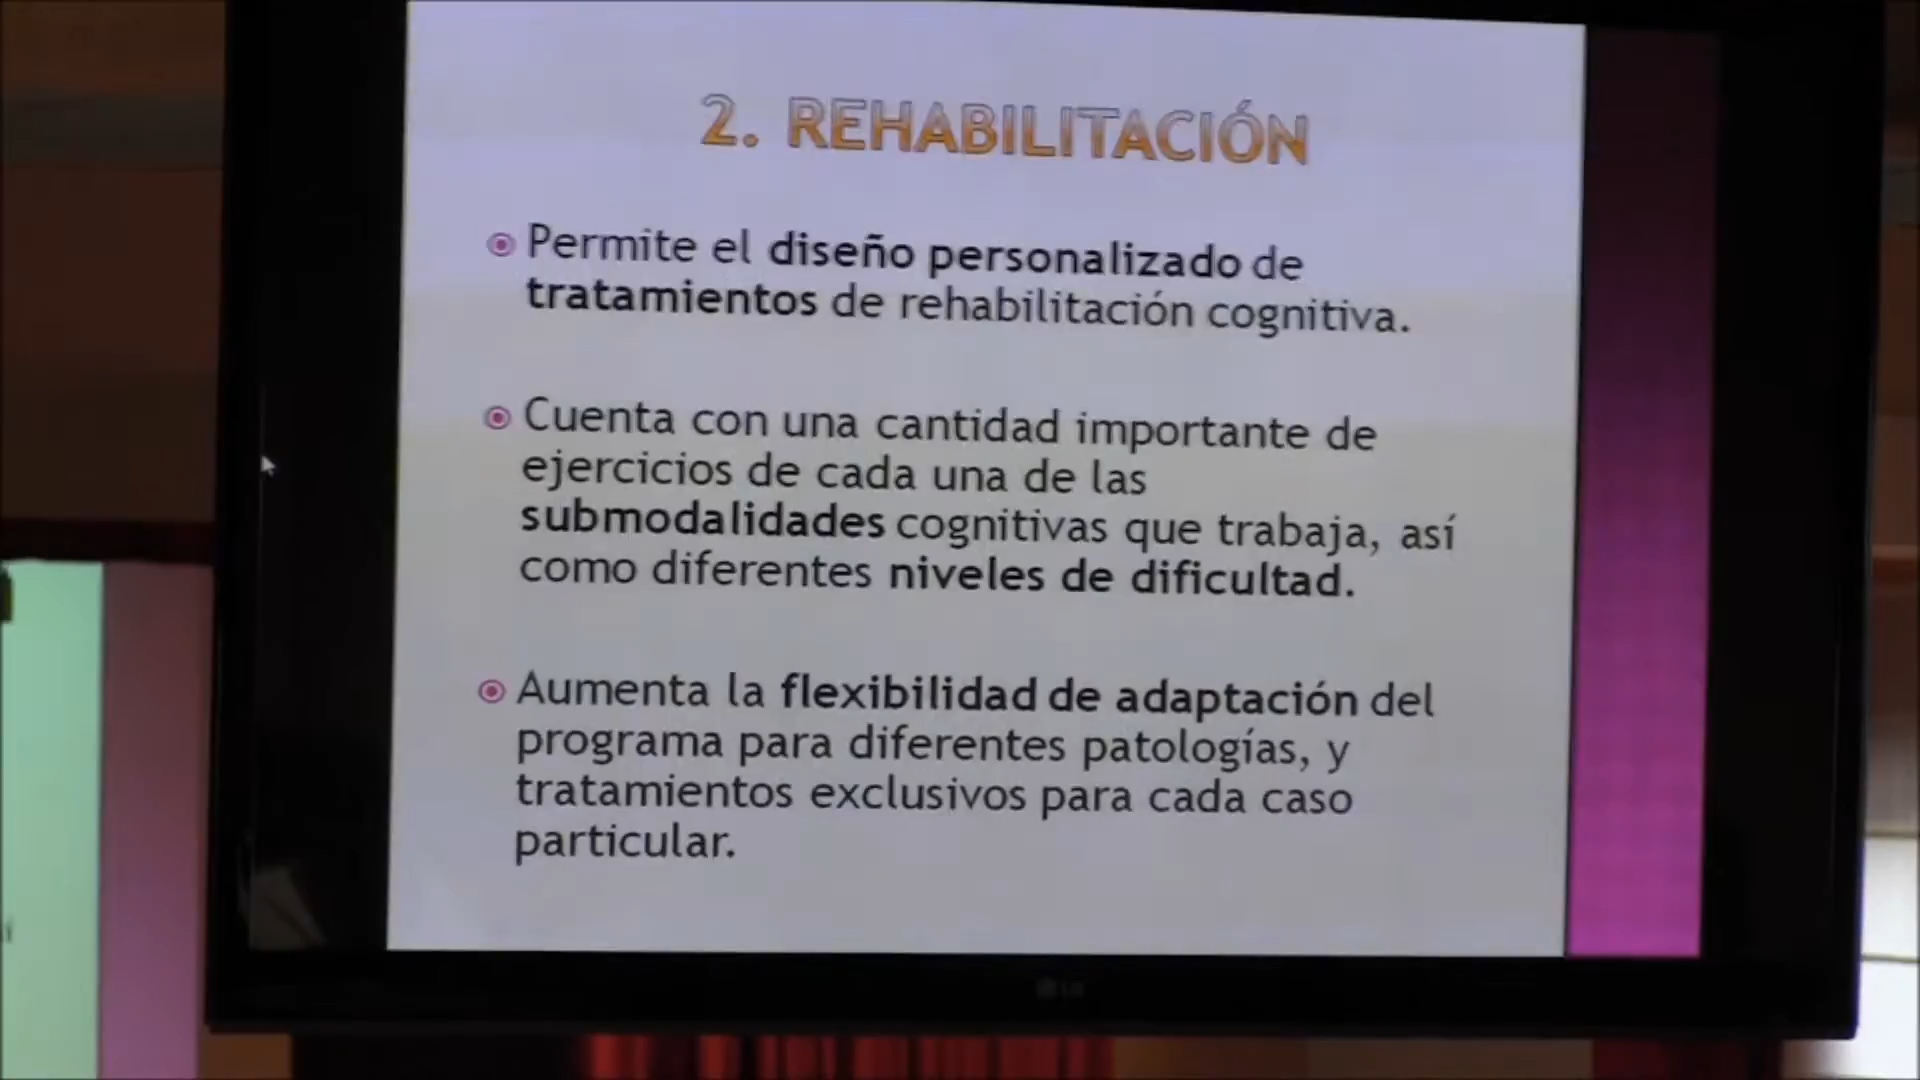 2. REHABILITACIÓN
Permite el diseño personalizado de
tratamientos de rehabilitación cognitiva.
Cuenta con una cantidad importante de
ejercicios de cada una de las
submodalidades cognitivas que trabaja, así
como diferentes niveles de dificultad.
Aumenta la flexibilidad de adaptación del
programa para diferentes patologías, y
tratamientos exclusivos para cada caso
particular.
LG